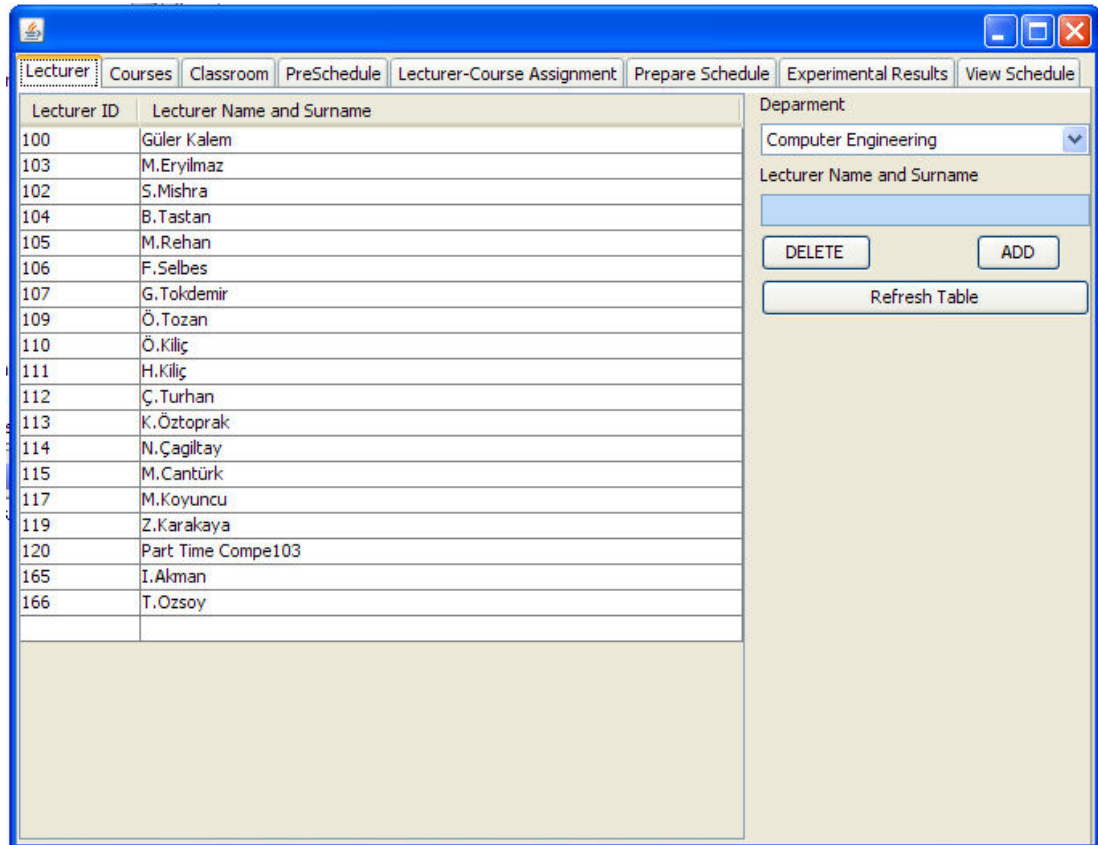 Lecturer Courses Classroom PreSchedule Lecturer-Course Assignment Prepare Schedule Experimental Results View Schedule
Lecturer ID Lecturer Name and Surname
100 Güler Kalem
103 M.Eryilmaz
102 S.Mishra
104 B.Tastan
105 M.Rehan
106 F.Selbes
107 G.Tokdemir
109 Ö.Tozan
110 Ö.Kiliç
111 H.Kiliç
112 Ç.Turhan
113 K.Öztoprak
114 N.Çagiltay
115 M.Cantürk
117 M.Koyuncu
119 Z.Karakaya
120 Part Time Compe103
165 I.Akman
166 T.Ozsoy
Deparment
Computer Engineering
Lecturer Name and Surname
DELETE ADD
Refresh Table